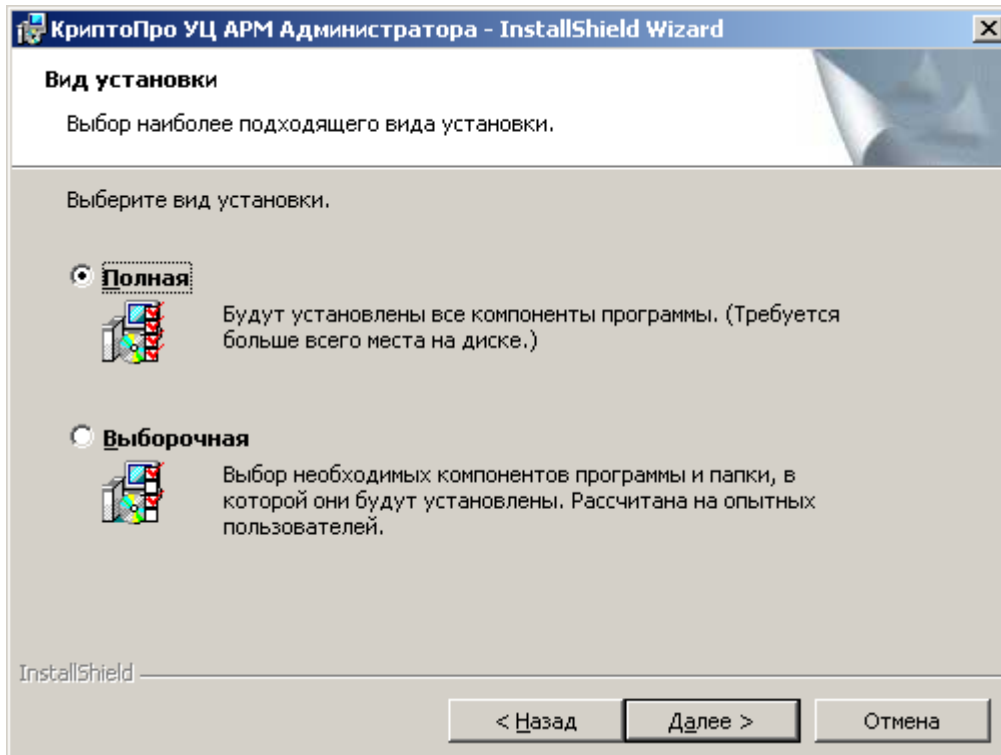 КриптоПро УЦ АРМ Администратора - InstallShield Wizard
Вид установки
Выбор наиболее подходящего вида установки.
Выберите вид установки.
Полная
Будут установлены все компоненты программы. (Требуется
больше всего места на диске.)
Выборочная
Выбор необходимых компонентов программы и папки, в
которой они будут установлены. Рассчитана на опытных
пользователей.
InstallShield
< Назад
Далее >
Отмена